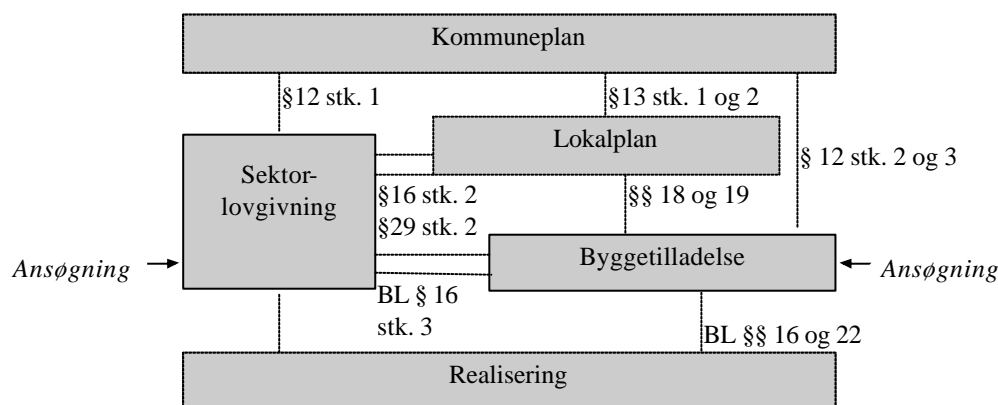 Kommuneplan
§12 stk. 1
§13 stk. 1 og 2
Lokalplan
§ 12 stk. 2 og 3
Sektor-
lovgivning
§16 stk. 2
§29 stk. 2
§§ 18 og 19
Byggetilladelse
Ansøgning
Ansøgning
BL § 16
stk. 3
BL §§ 16 og 22
Realisering